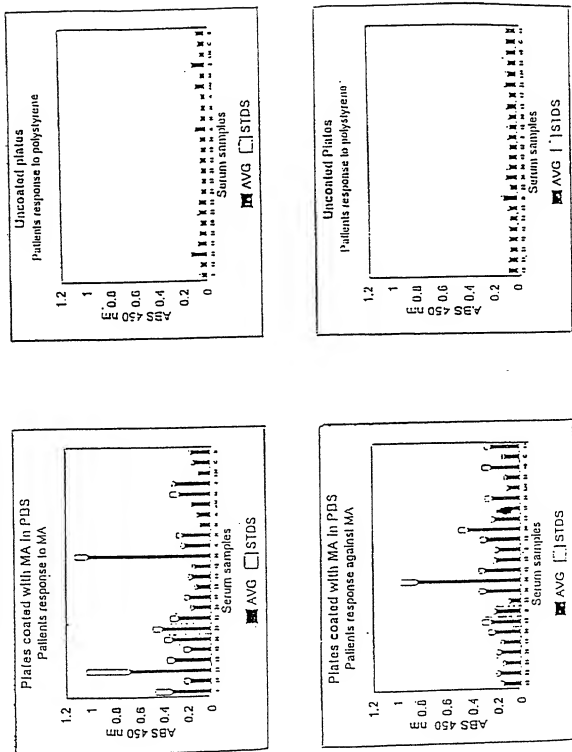 Uncoated plates
Patients response to polystyrene
1.2
1
0.8
0.6
0.4
0.2
0
ABS 450 nm
Serum samples
AVG STDS
Uncoated Plates
Patients response to polystyrene
1.2
1
0.8
0.6
0.4
0.2
0
ABS 450 nm
Serum samples
AVG STDS
Plates coated with MA in PDS
Patients response to MA
1.2
1
0.8
0.6
0.4
0.2
0
ABS 450 nm
Serum samples
AVG STDS
Plates coated with MA in PDS
Patients response against MA
1.2
1
0.8
0.6
0.4
0.2
0
ABS 450 nm
Serum samples
AVG STDS